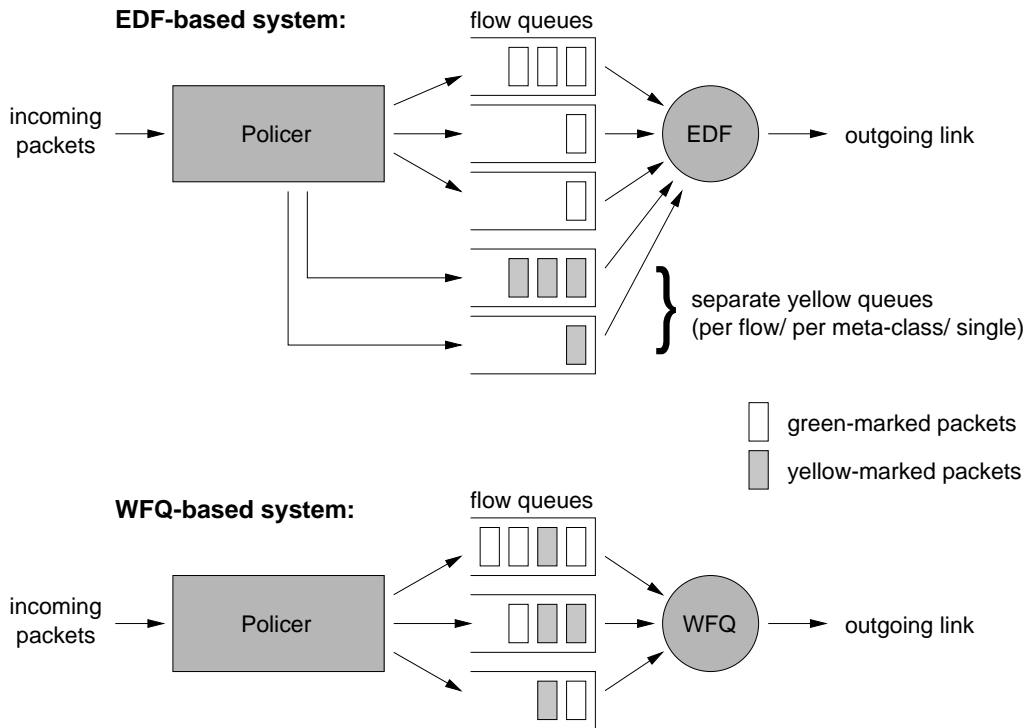 EDF-based system:
flow queues
incoming
packets
Policer
EDF
outgoing link
}
separate yellow queues
(per flow/ per meta-class/ single)
green-marked packets
yellow-marked packets
WFQ-based system:
flow queues
incoming
packets
Policer
WFQ
outgoing link